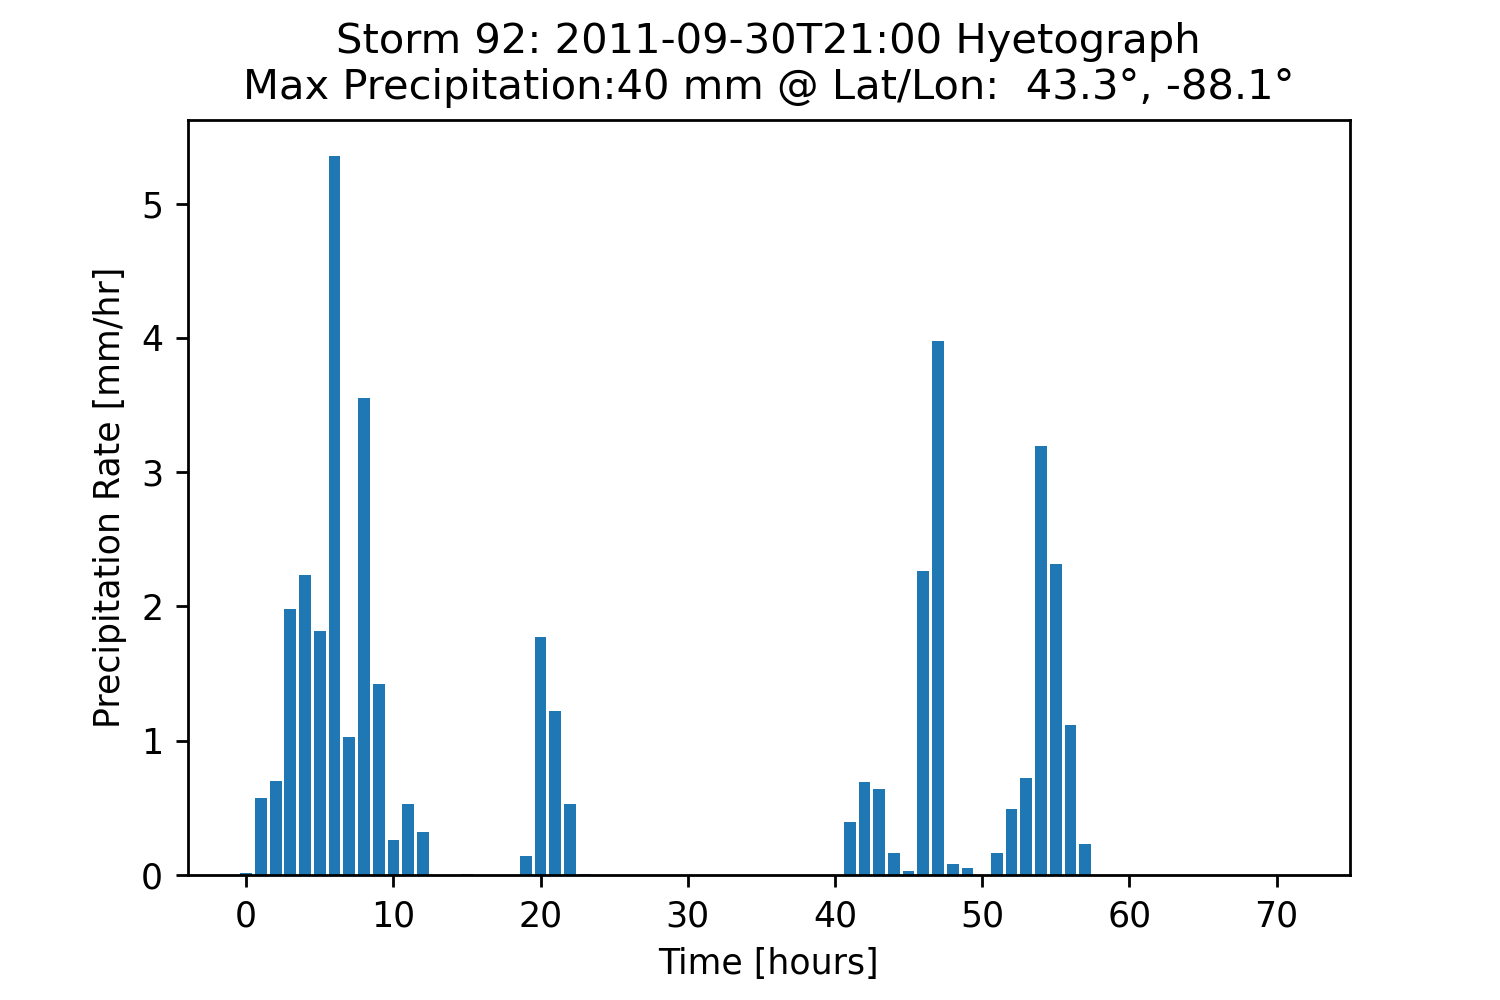 Storm 92: 2011-09-30T21:00 Hyetograph
Max Precipitation:40 mm @ Lat/Lon:  43.3°, -88.1°
Precipitation Rate [mm/hr]
5
4
3
2
1
0
0 10 20 30 40 50 60 70
Time [hours]